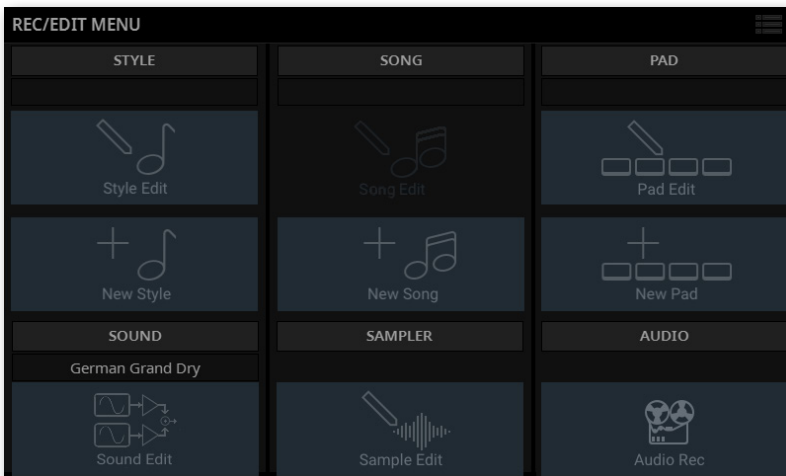 REC/EDIT MENU
STYLE
SONG
PAD
Style Edit
Song Edit
Pad Edit
New Style
New Song
New Pad
SOUND
SAMPLER
AUDIO
German Grand Dry
Sound Edit
Sample Edit
Audio Rec